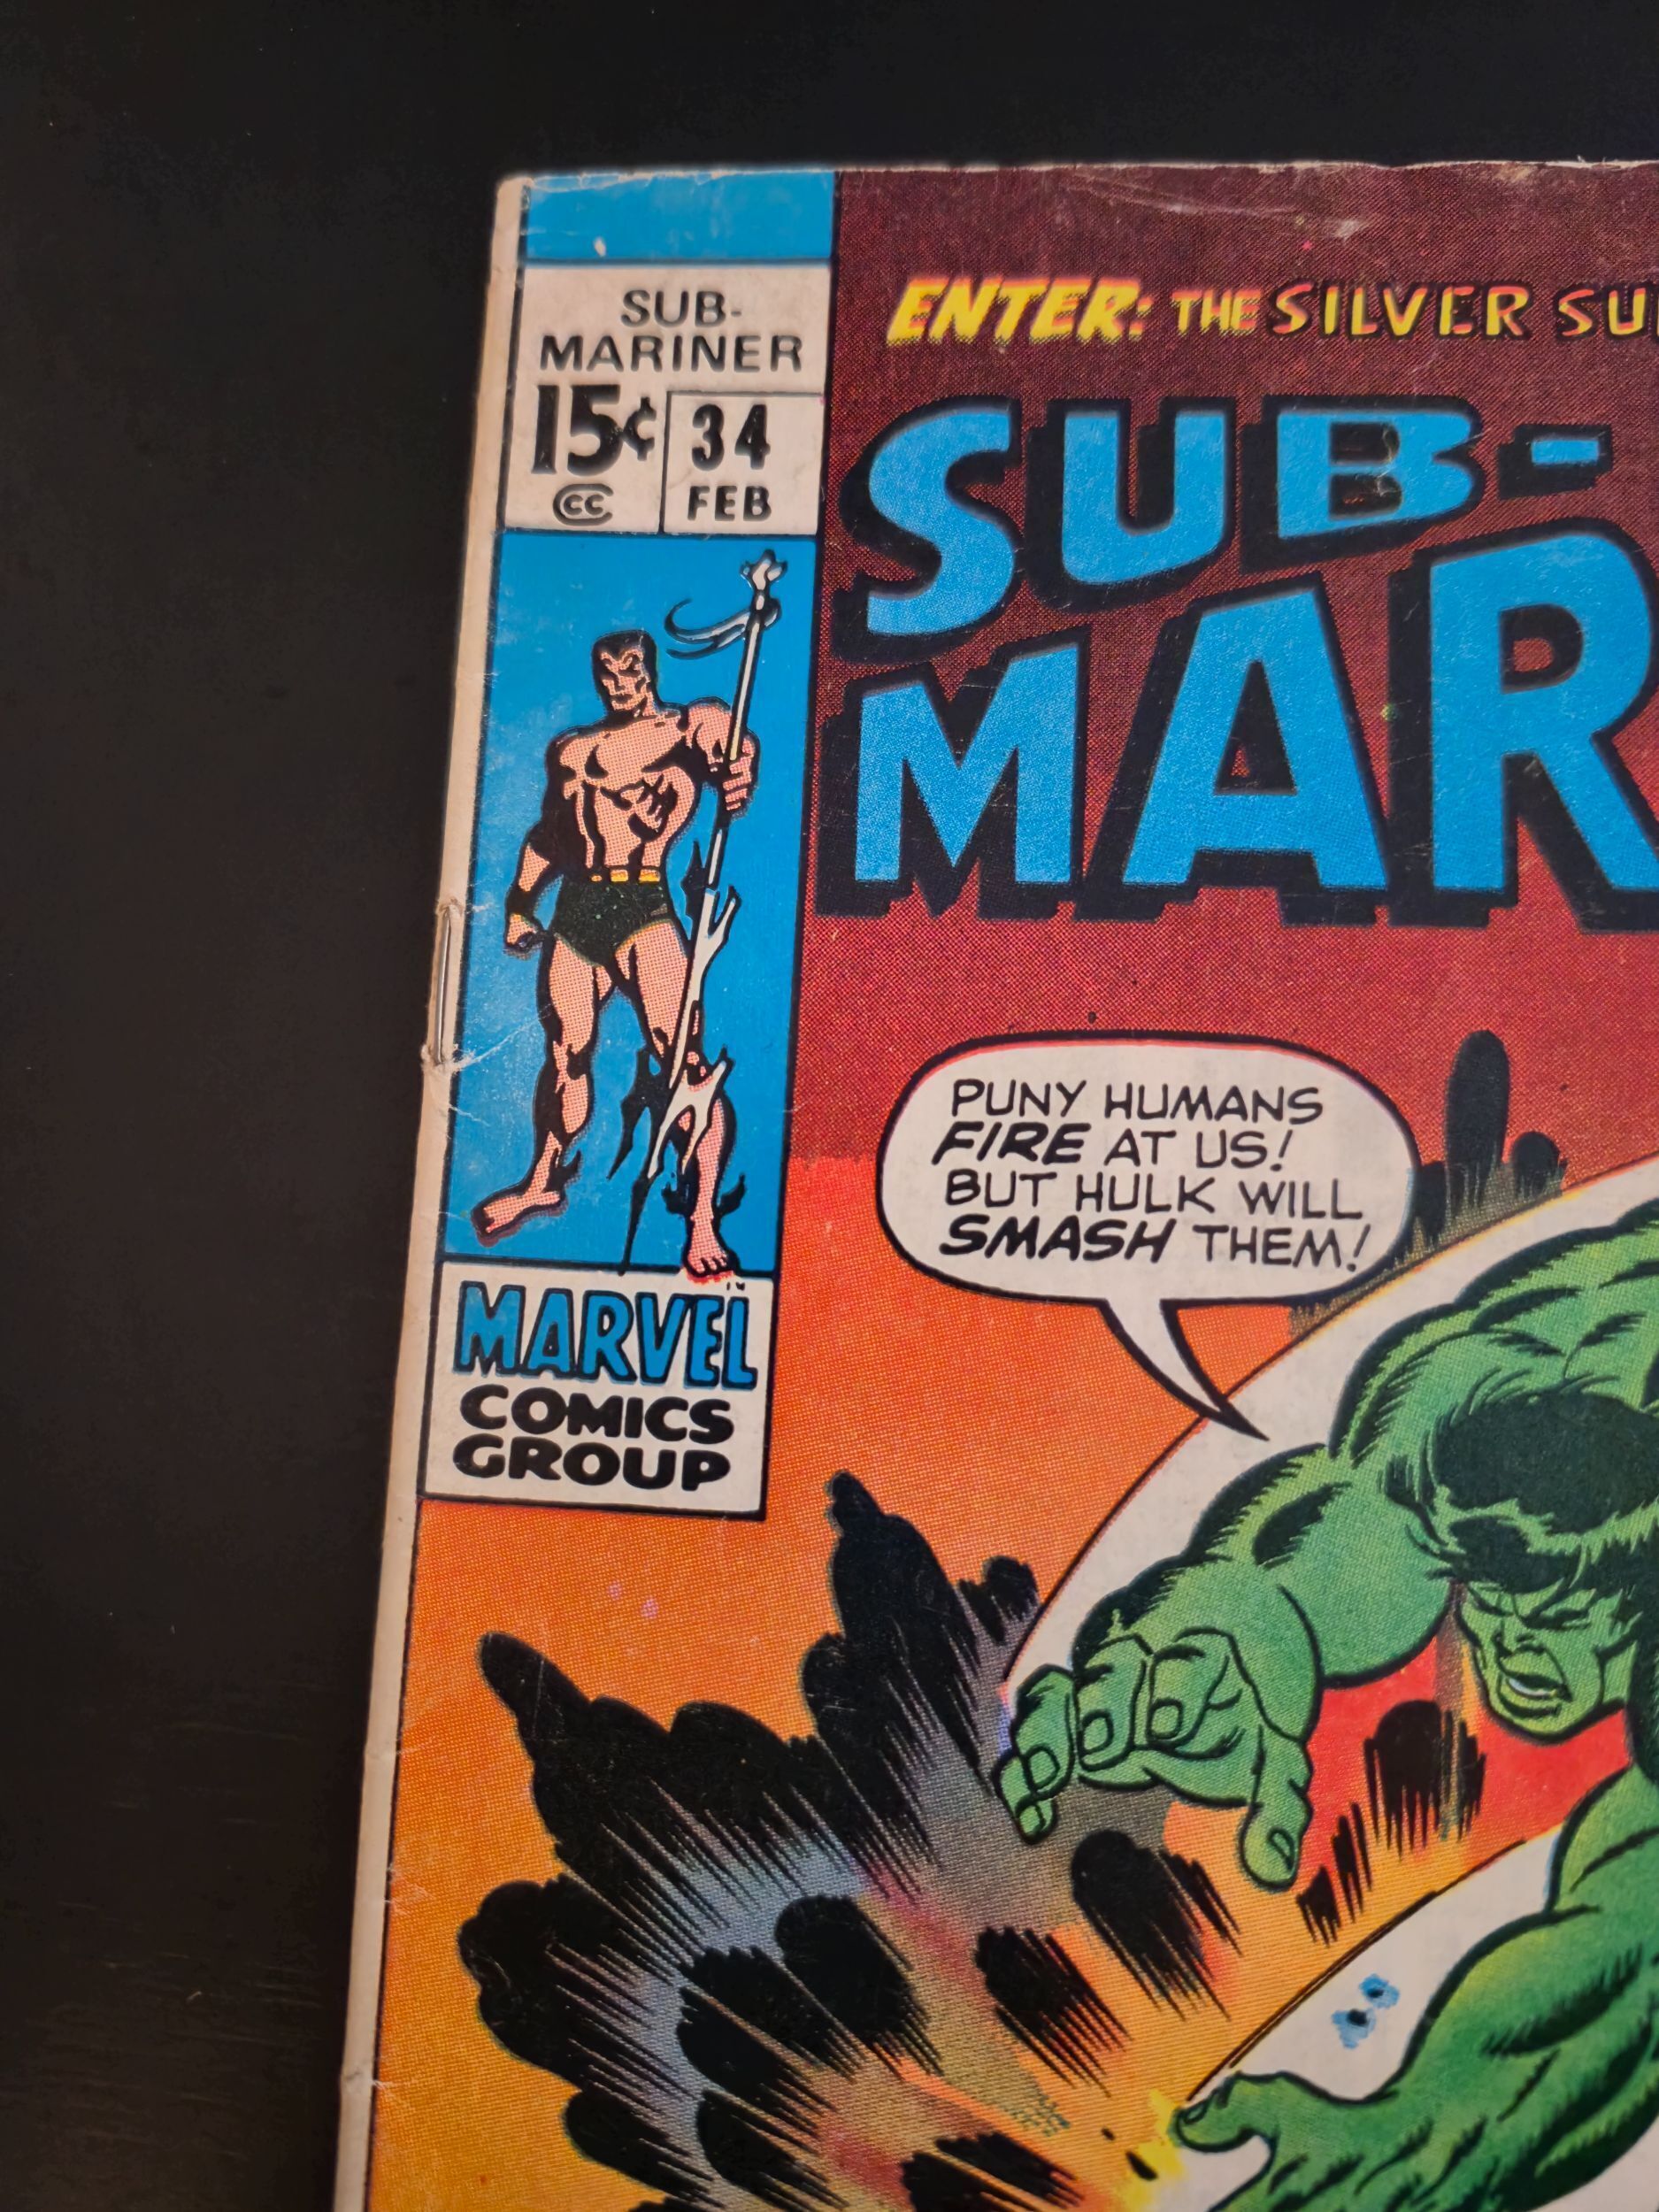 SUB-
MARINER
15¢
34
CC
FEB
MARVEL
COMICS
GROUP
ENTER: THE SILVER
SUB-
MAR
PUNY HUMANS
FIRE AT US!
BUT HULK WILL
SMASH THEM!